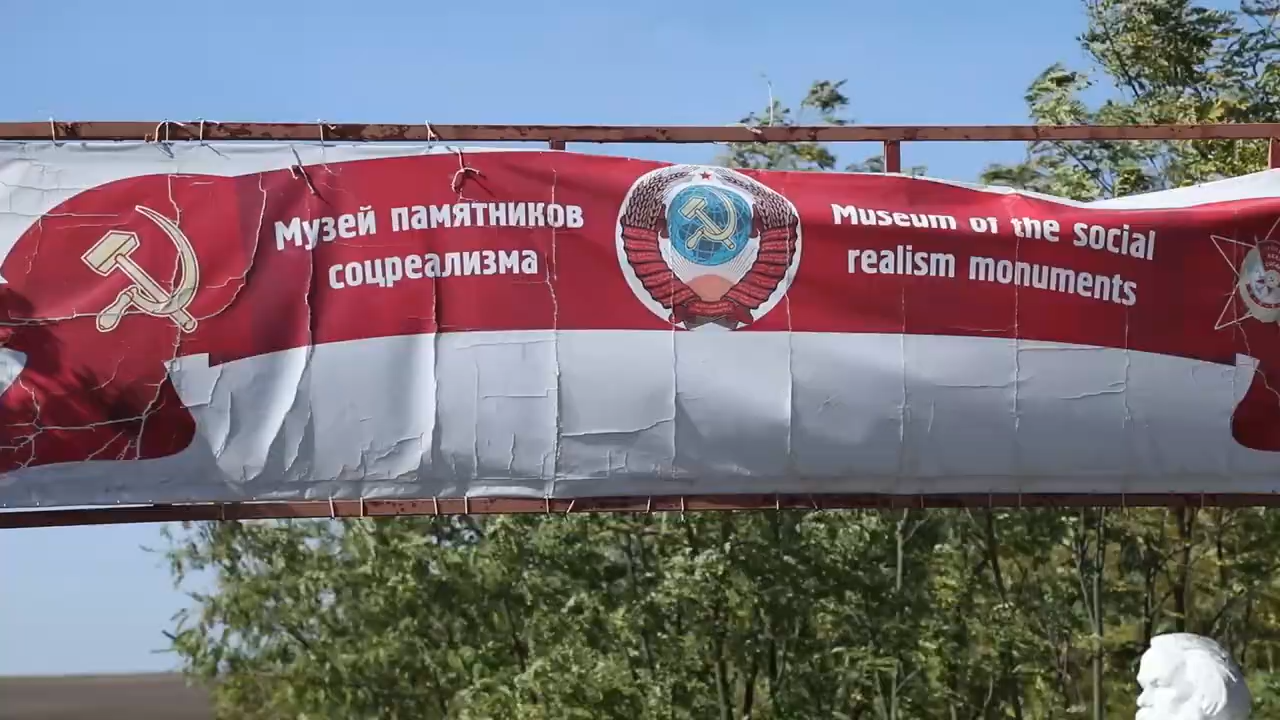 Музей памятников
соцреализма
Museum of the social
realism monuments